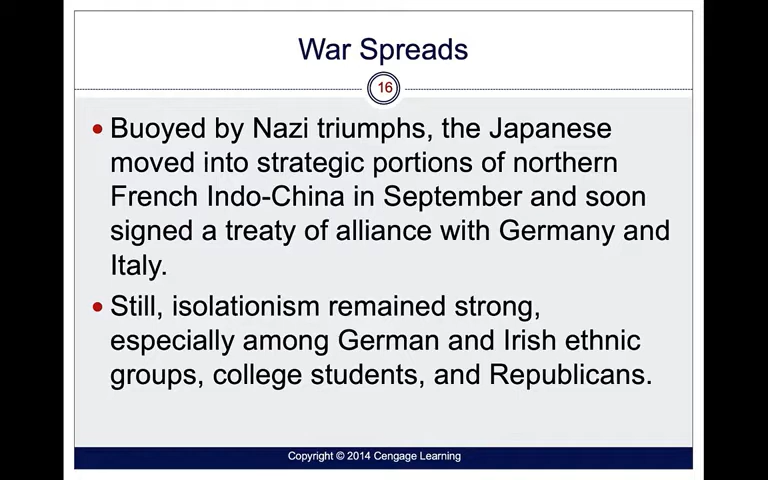 War Spreads
16
• Buoyed by Nazi triumphs, the Japanese
moved into strategic portions of northern
French Indo-China in September and soon
signed a treaty of alliance with Germany and
Italy.
• Still, isolationism remained strong,
especially among German and Irish ethnic
groups, college students, and Republicans.
Copyright © 2014 Cengage Learning